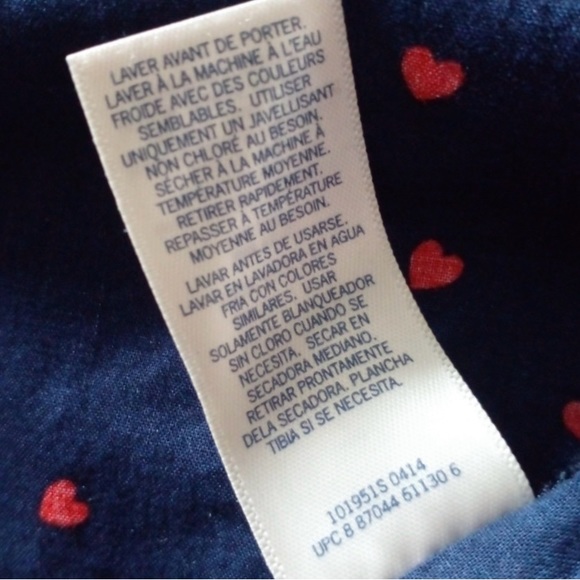 LAVER AVANT DE PORTER.
LAVER À LA MACHINE À L'EAU
FROIDE AVEC DES COULEURS
SEMBLABLES. UTILISER
UNIQUEMENT UN JAVELLISANT
NON CHLORÉ AU BESOIN.
SÉCHER À LA MACHINE À
TEMPÉRATURE MOYENNE.
RETIRER RAPIDEMENT.
REPASSER À TEMPÉRATURE
MOYENNE AU BESOIN.
LAVAR ANTES DE USARSE.
LAVAR EN LAVADORA EN AGUA
FRIA CON COLORES
SIMILARES. USAR
SOLAMENTE BLANQUEADOR
SIN CLORO CUANDO SE
NECESITA. SECAR EN
SECADORA MEDIANO.
RETIRAR PRONTAMENTE
DELA SECADORA. PLANCHA
TIBIA SI SE NECESITA.
101951S 0414
UPC 8 87044 61130 6